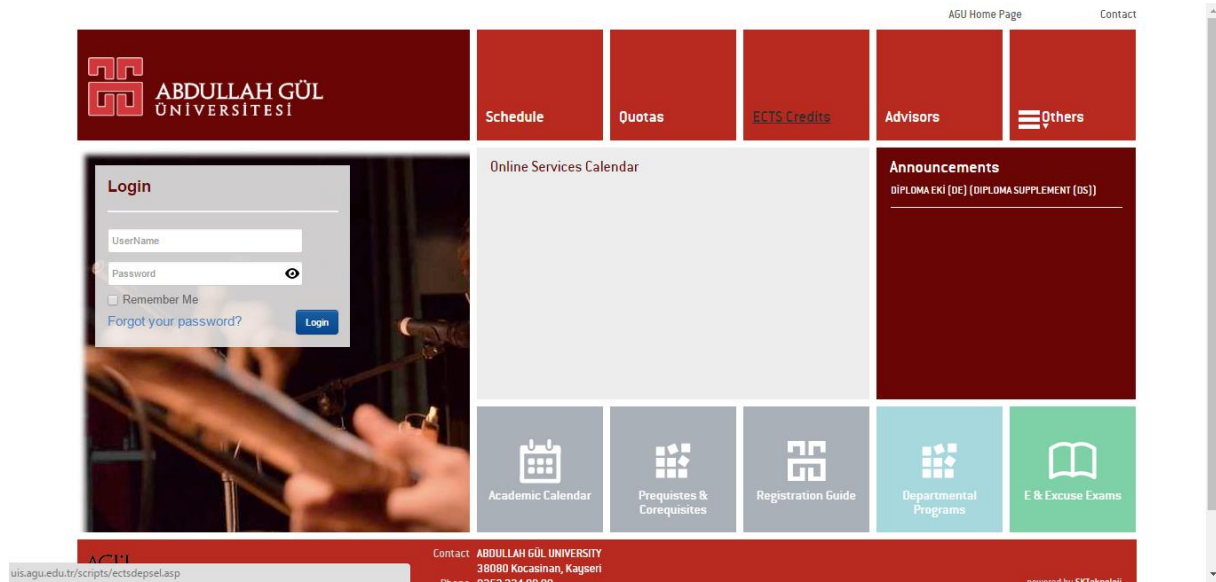 AGU Home Page
Contact
ABDULLAH GÜL
ÜNİVERSİTESİ
Schedule
Quotas
ECTS Credits
Advisors
Others
Login
UserName
Password
Remember Me
Forgot your password?
Login
Online Services Calendar
Announcements
DİPLOMA EKİ (DE) (DIPLOMA SUPPLEMENT (DS))
Academic Calendar
Prequistes &
Corequisites
Registration Guide
Departmental
Programs
E & Excuse Exams
Contact ABDULLAH GÜL UNIVERSITY
38080 Kocasinan, Kayseri
uis.agu.edu.tr/scripts/ectsdepsel.asp